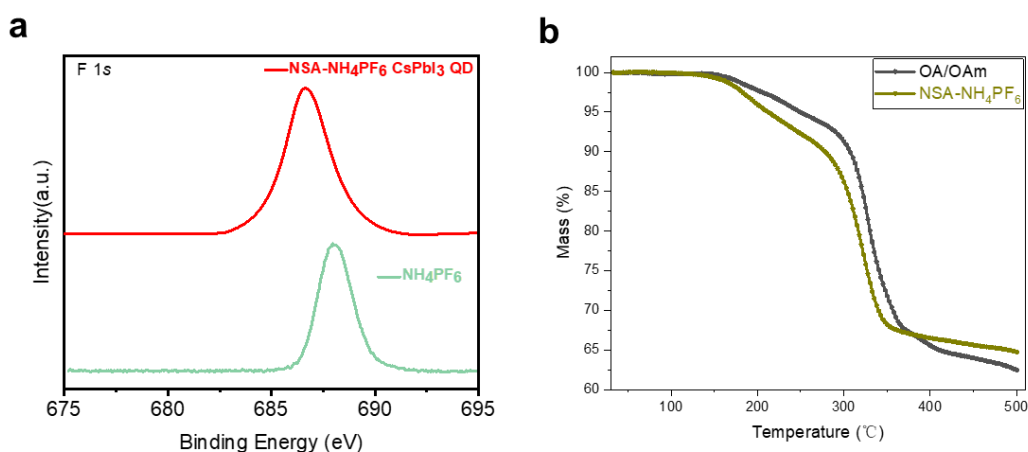 a
F 1s
NSA-NH₄PF₆ CsPbI₃ QD
NH₄PF₆
Intensity(a.u.)
675 680 685 690 695
Binding Energy (eV)
b
OA/OAm
NSA-NH₄PF₆
100
95
90
85
80
75
70
65
60
Mass (%)
100 200 300 400 500
Temperature (℃)